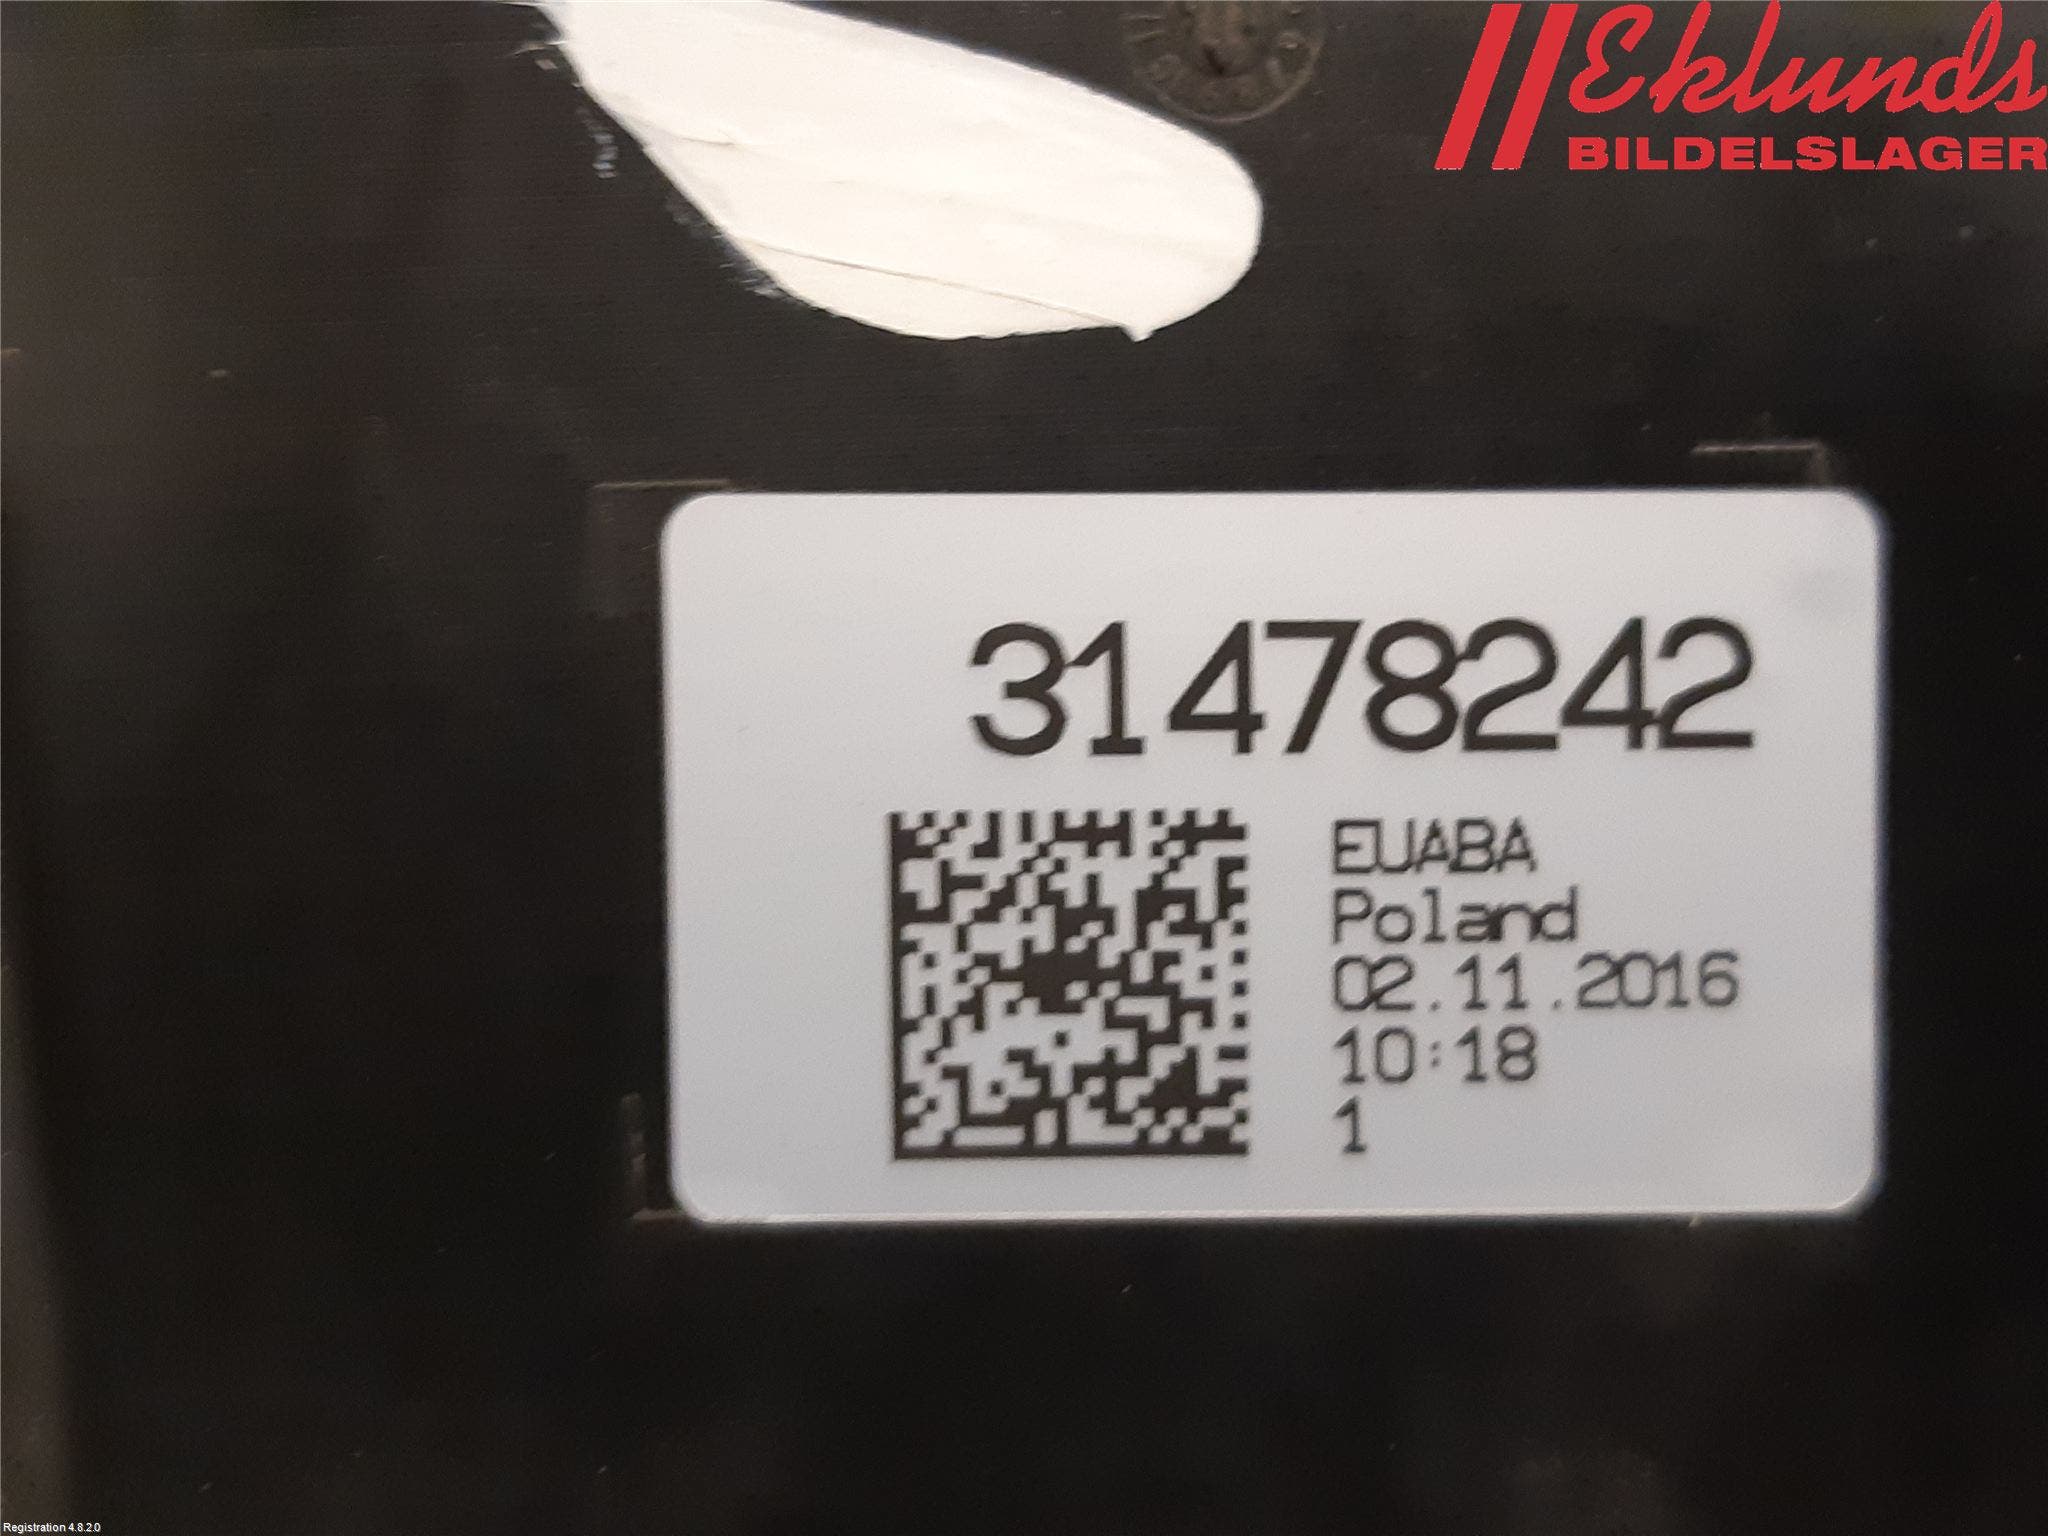 Eklunds
BILDELSLAGER
31478242
EUABA
Poland
02.11.2016
10:18
1
Registration 4.8.2.0